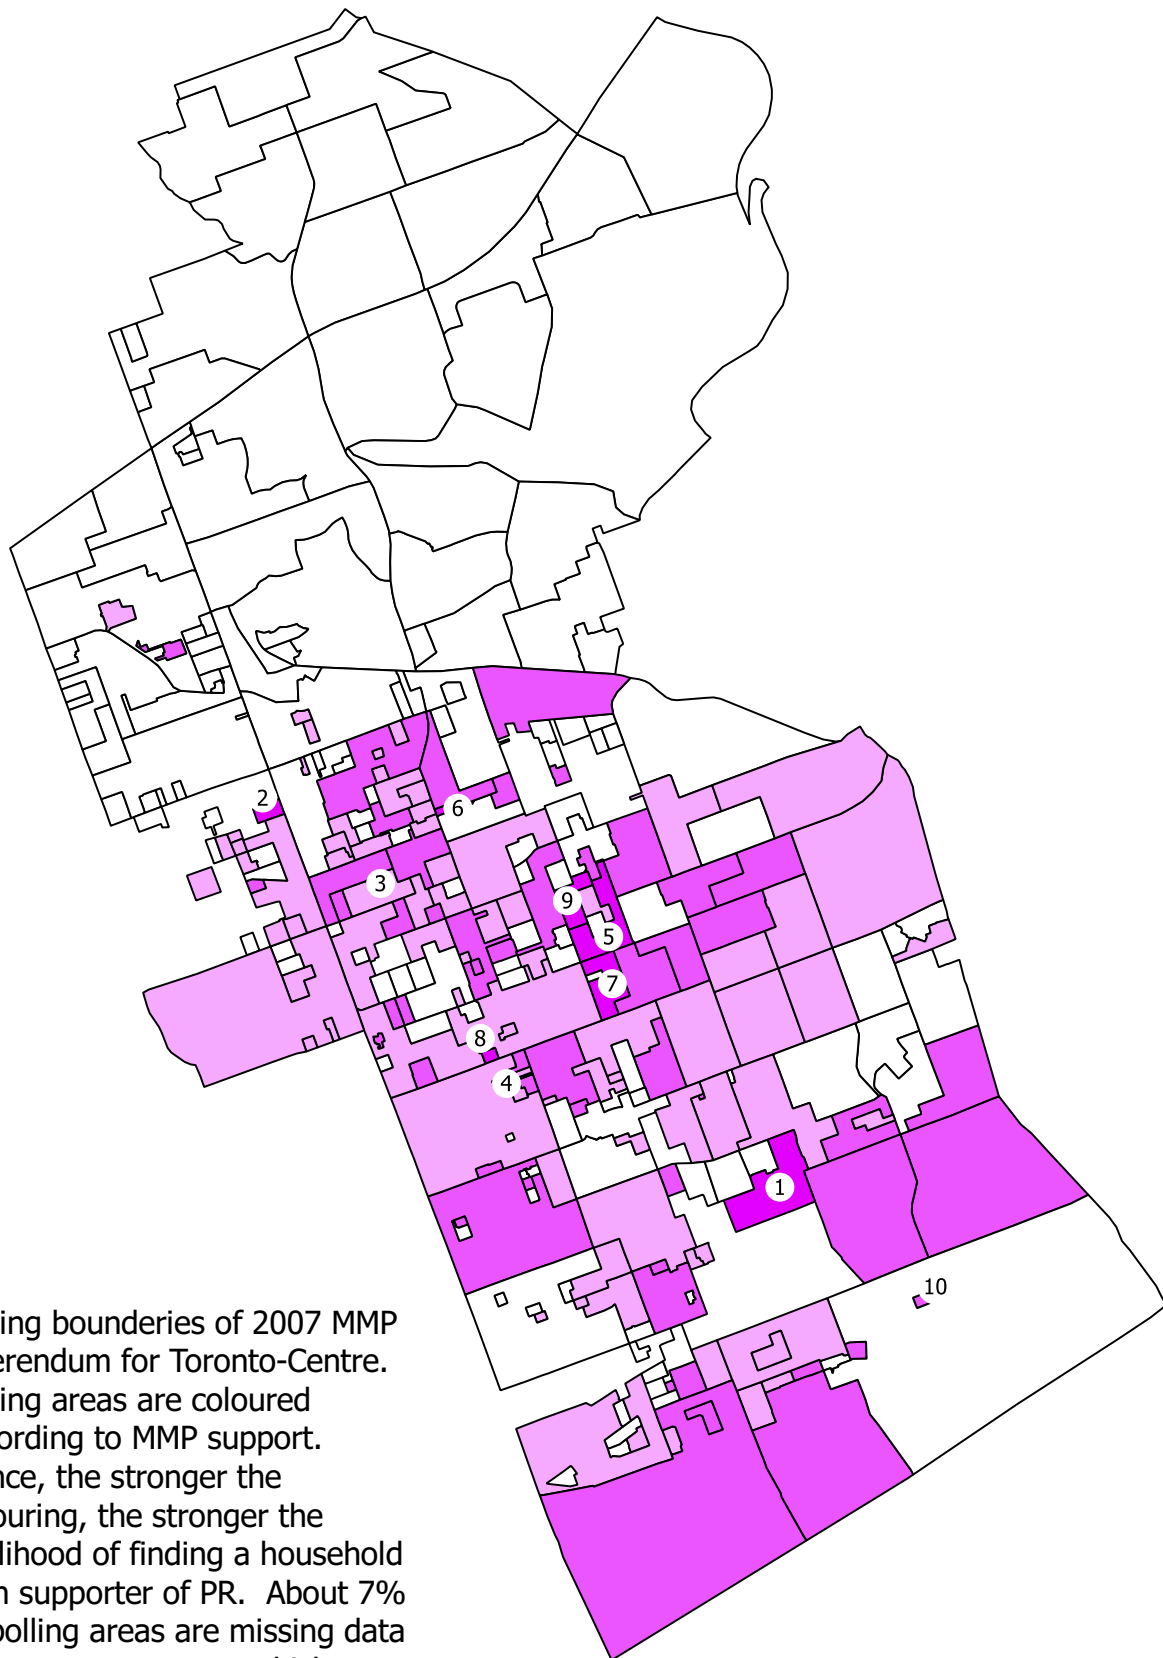 2
6
3
9
5
7
8
4
1
10
ing bounderies of 2007 MMP
erendum for Toronto-Centre.
ing areas are coloured
ording to MMP support.
nce, the stronger the
ouring, the stronger the
lihood of finding a household
n supporter of PR.  About 7%
polling areas are missing data